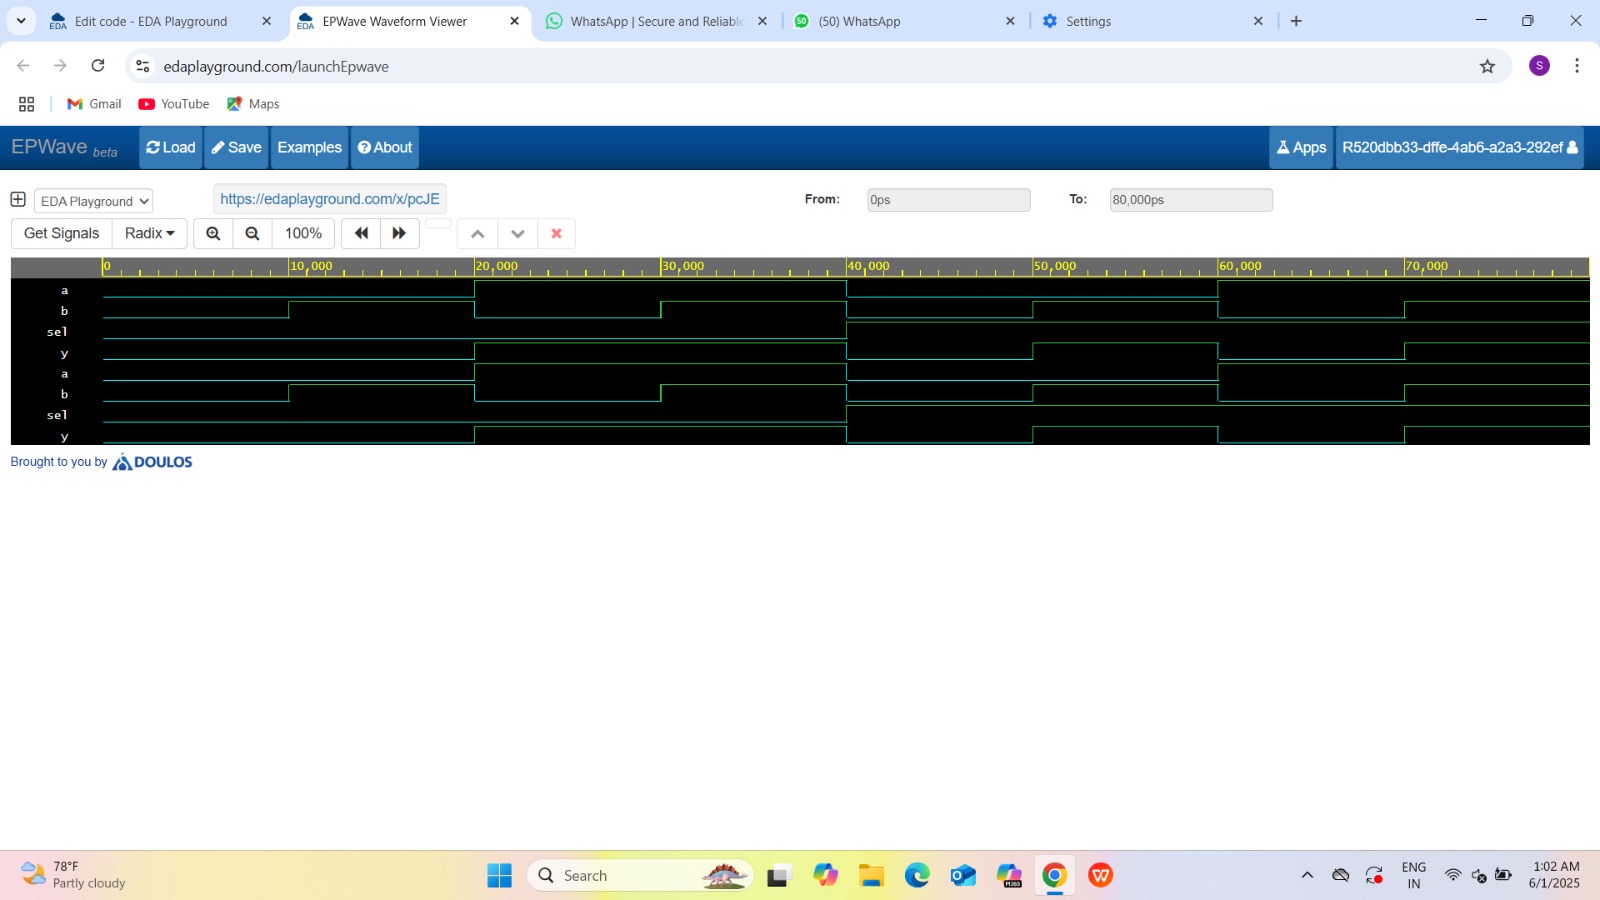 Edit code - EDA Playground
EPWave Waveform Viewer
WhatsApp | Secure and Reliable
(50) WhatsApp
Settings
edaplayground.com/launchEpwave
S
Gmail
YouTube
Maps
EPWave beta
Load
Save
Examples
About
Apps
R520dbb33-dffe-4ab6-a2a3-292ef
EDA Playground
https://edaplayground.com/x/pcJE
From:
0ps
To:
80,000ps
Get Signals
Radix
100%
0 10,000 20,000 30,000 40,000 50,000 60,000 70,000
a
b
sel
y
a
b
sel
y
Brought to you by DOULOS
78°F
Partly cloudy
Search
ENG
IN
1:02 AM
6/1/2025